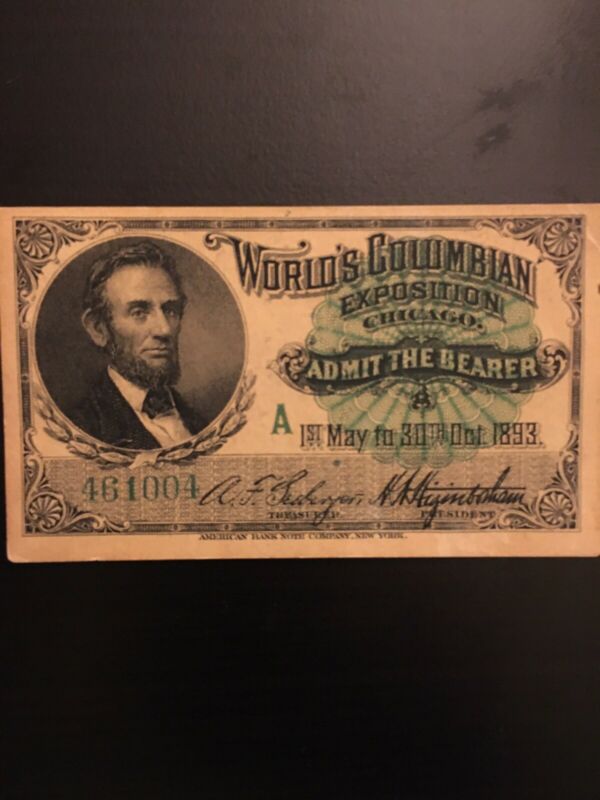 WORLD'S COLUMBIAN
EXPOSITION
CHICAGO.
ADMIT THE BEARER
A
1ST May to 30TH Oct. 1893.
461004
A. F. Seeberger, H. N. Higinbotham
TREASURER. PRESIDENT
AMERICAN BANK NOTE COMPANY, NEW YORK.